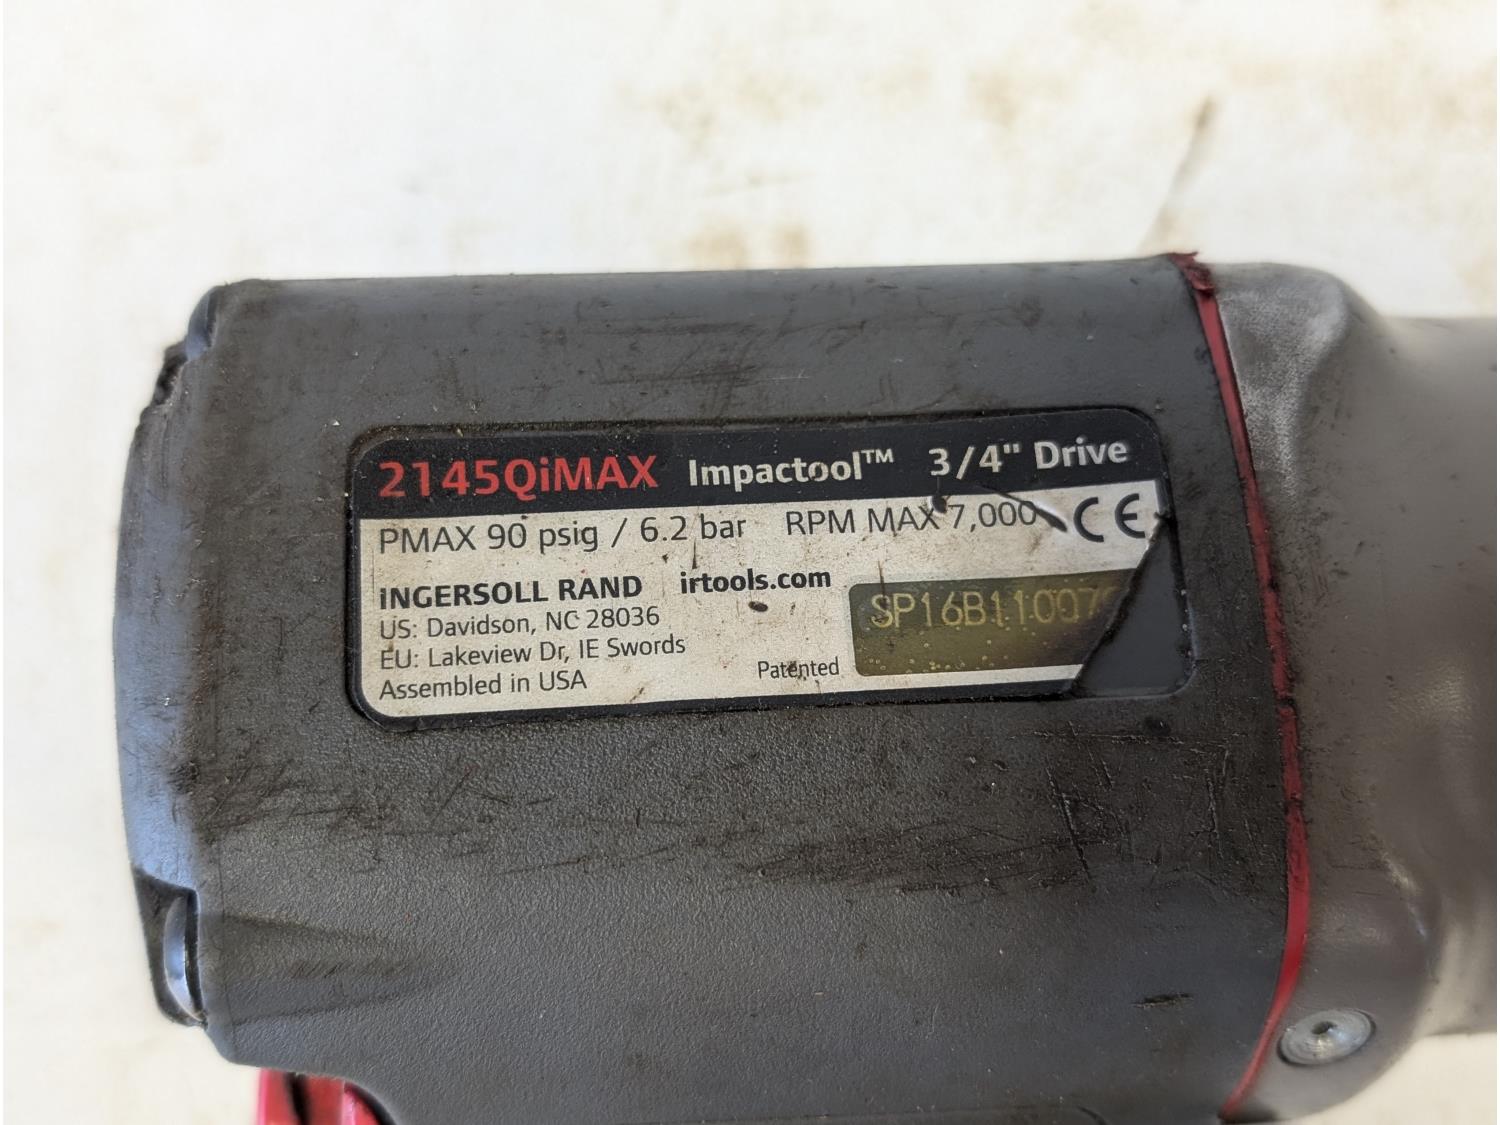 2145QiMAX Impactool™ 3/4" Drive
PMAX 90 psig / 6.2 bar RPM MAX 7,000 CE
INGERSOLL RAND irtools.com
US: Davidson, NC 28036
EU: Lakeview Dr, IE Swords
Assembled in USA
Patented